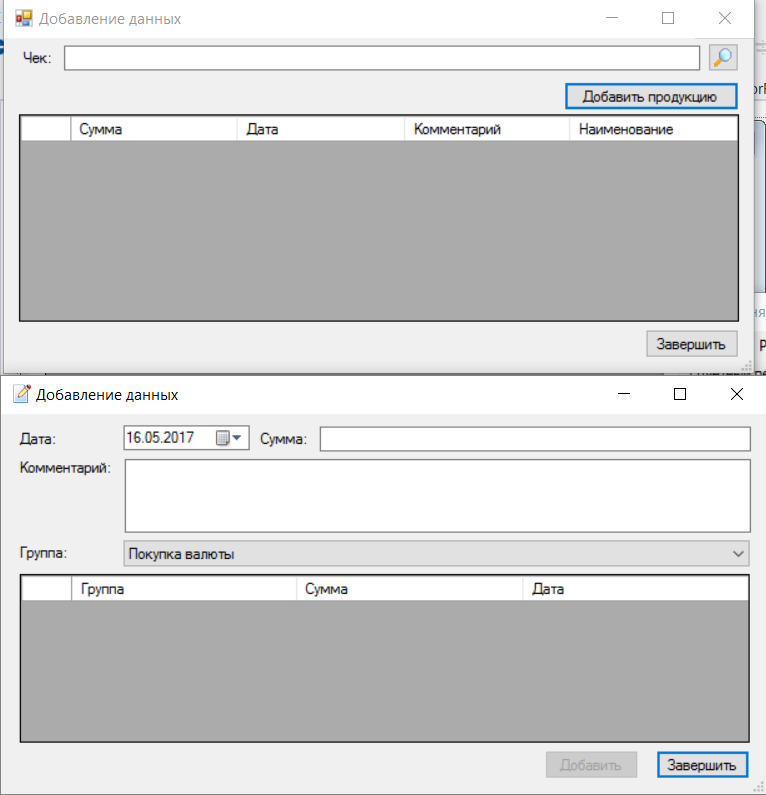 Добавление данных
Чек:
Добавить продукцию
Сумма Дата Комментарий Наименование
Завершить
Добавление данных
Дата: 16.05.2017 Сумма:
Комментарий:
Группа: Покупка валюты
Группа Сумма Дата
Добавить Завершить